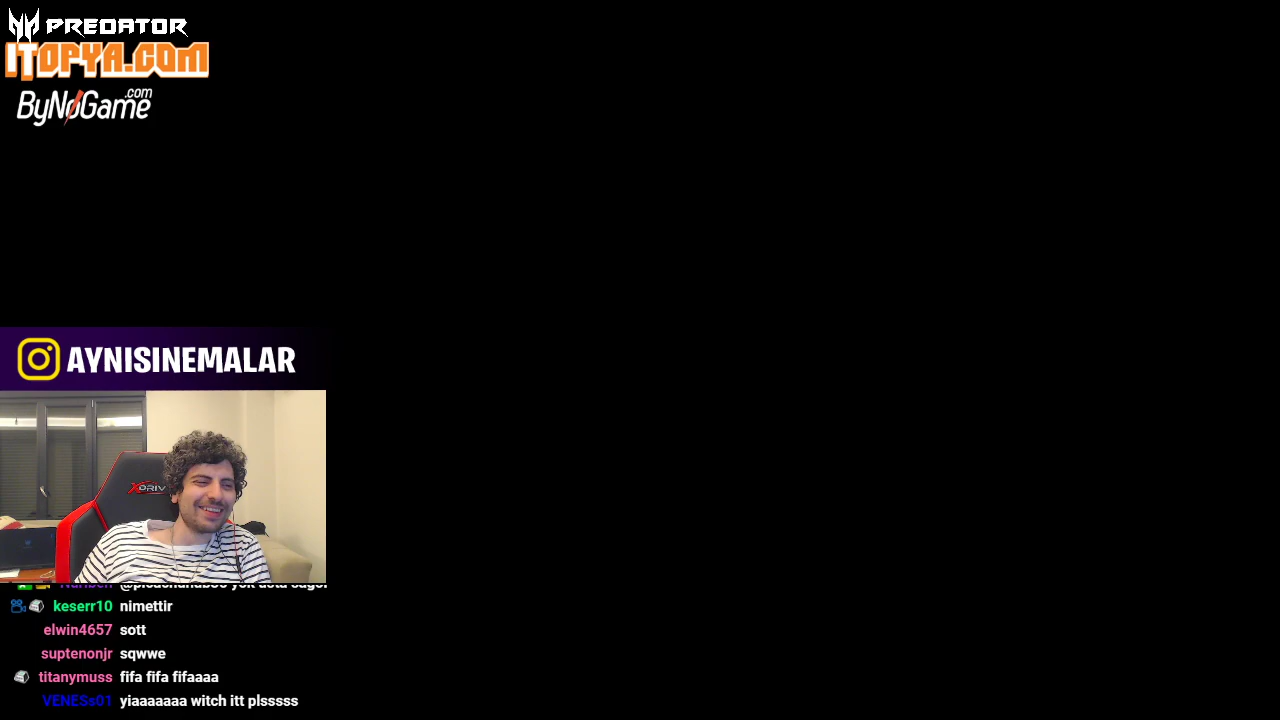 PREDATOR
ITOPYA.COM
ByNoGame.com
AYNISINEMALAR
XDRIV
keserr10 nimettir
elwin4657 sott
suptenonjr sqwwe
titanymuss fifa fifa fifaaaa
VENESs01 yiaaaaaaa witch itt plsssss